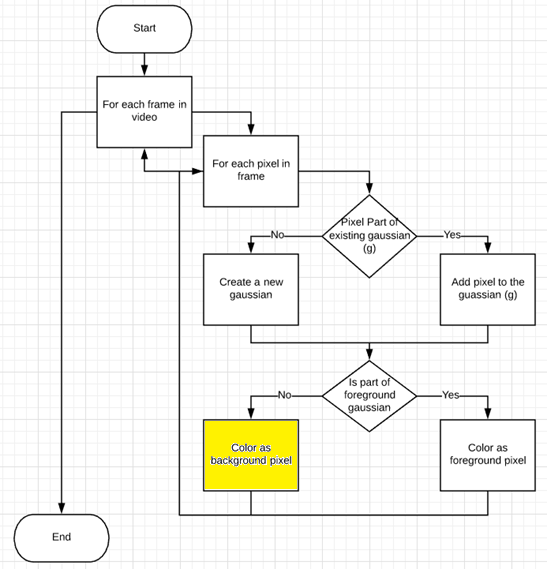 Start
For each frame in
video
For each pixel in
frame
Pixel Part of
existing gaussian
(g)
No
Yes
Create a new
gaussian
Add pixel to the
guassian (g)
Is part of
foreground
gaussian
No
Yes
Color as
background pixel
Color as
foreground pixel
End